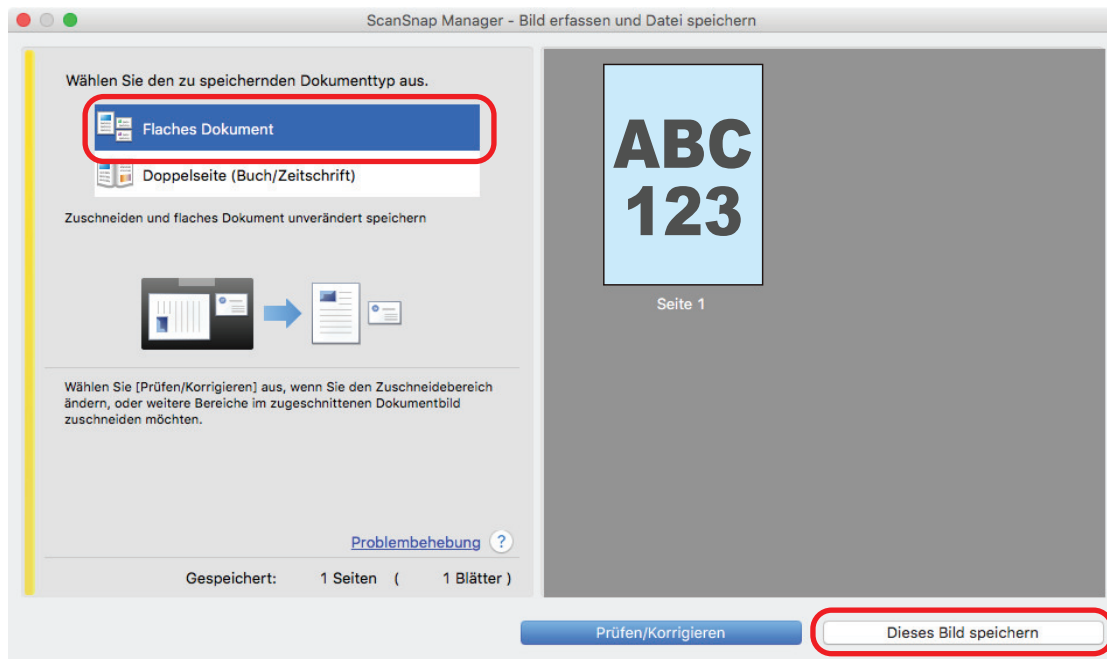 ScanSnap Manager - Bild erfassen und Datei speichern
Wählen Sie den zu speichernden Dokumenttyp aus.
Flaches Dokument
Doppelseite (Buch/Zeitschrift)
Zuschneiden und flaches Dokument unverändert speichern
Wählen Sie [Prüfen/Korrigieren] aus, wenn Sie den Zuschneidebereich
ändern, oder weitere Bereiche im zugeschnittenen Dokumentbild
zuschneiden möchten.
Problembehebung ?
Gespeichert: 1 Seiten ( 1 Blätter )
ABC
123
Seite 1
Prüfen/Korrigieren
Dieses Bild speichern